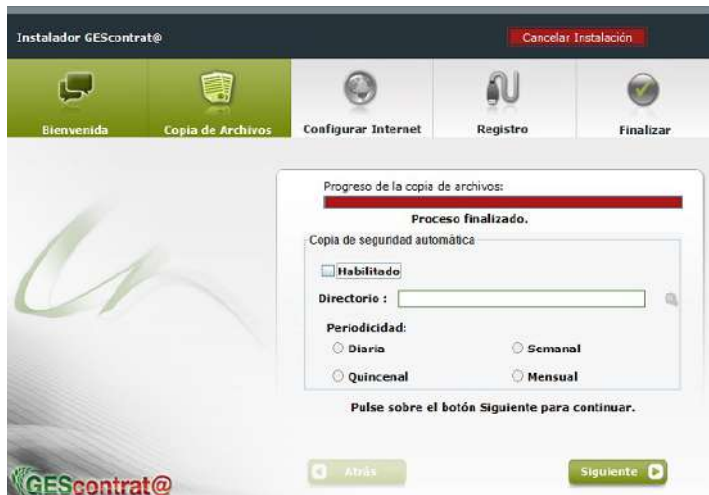 Instalador GEScontrat@
Cancelar Instalación
Bienvenida
Copia de Archivos
Configurar Internet
Registro
Finalizar
Progreso de la copia de archivos:
Proceso finalizado.
Copia de seguridad automática
Habilitado
Directorio :
Periodicidad:
Diaria
Semanal
Quincenal
Mensual
Pulse sobre el botón Siguiente para continuar.
Atrás
Siguiente
GEScontrat@